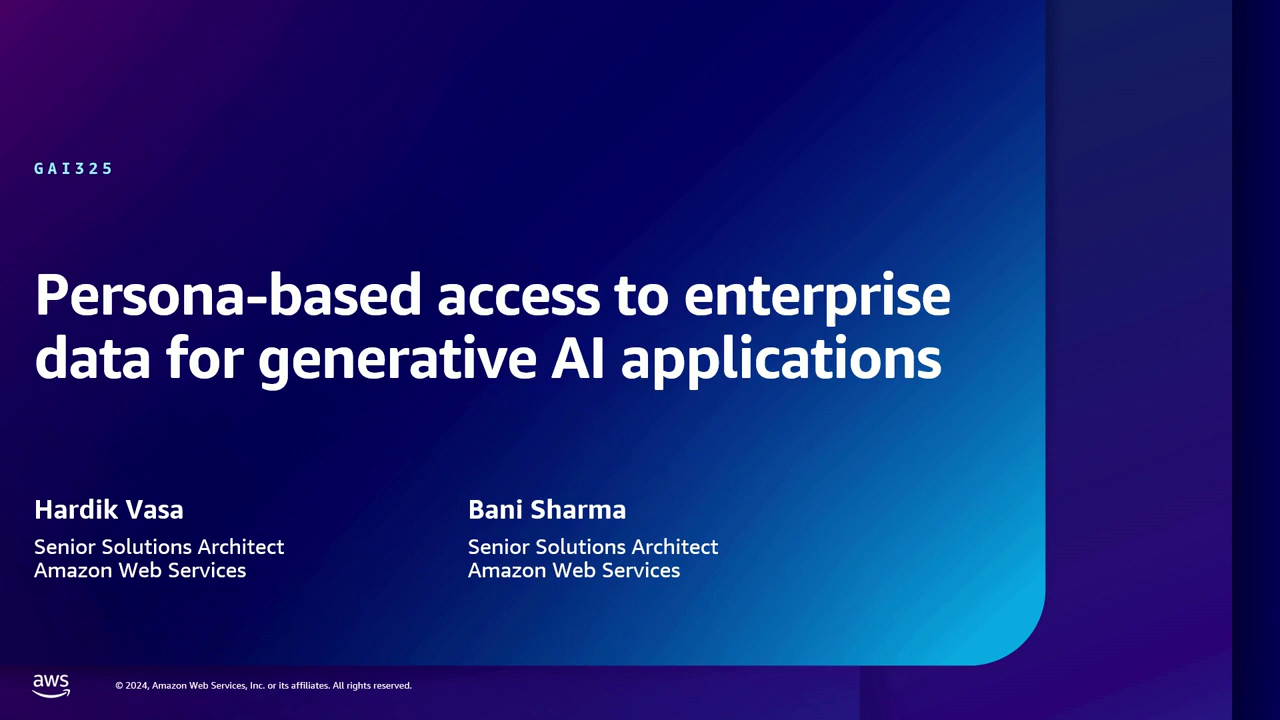 GAI325
Persona-based access to enterprise
data for generative AI applications
Hardik Vasa
Senior Solutions Architect
Amazon Web Services
Bani Sharma
Senior Solutions Architect
Amazon Web Services
aws
© 2024, Amazon Web Services, Inc. or its affiliates. All rights reserved.